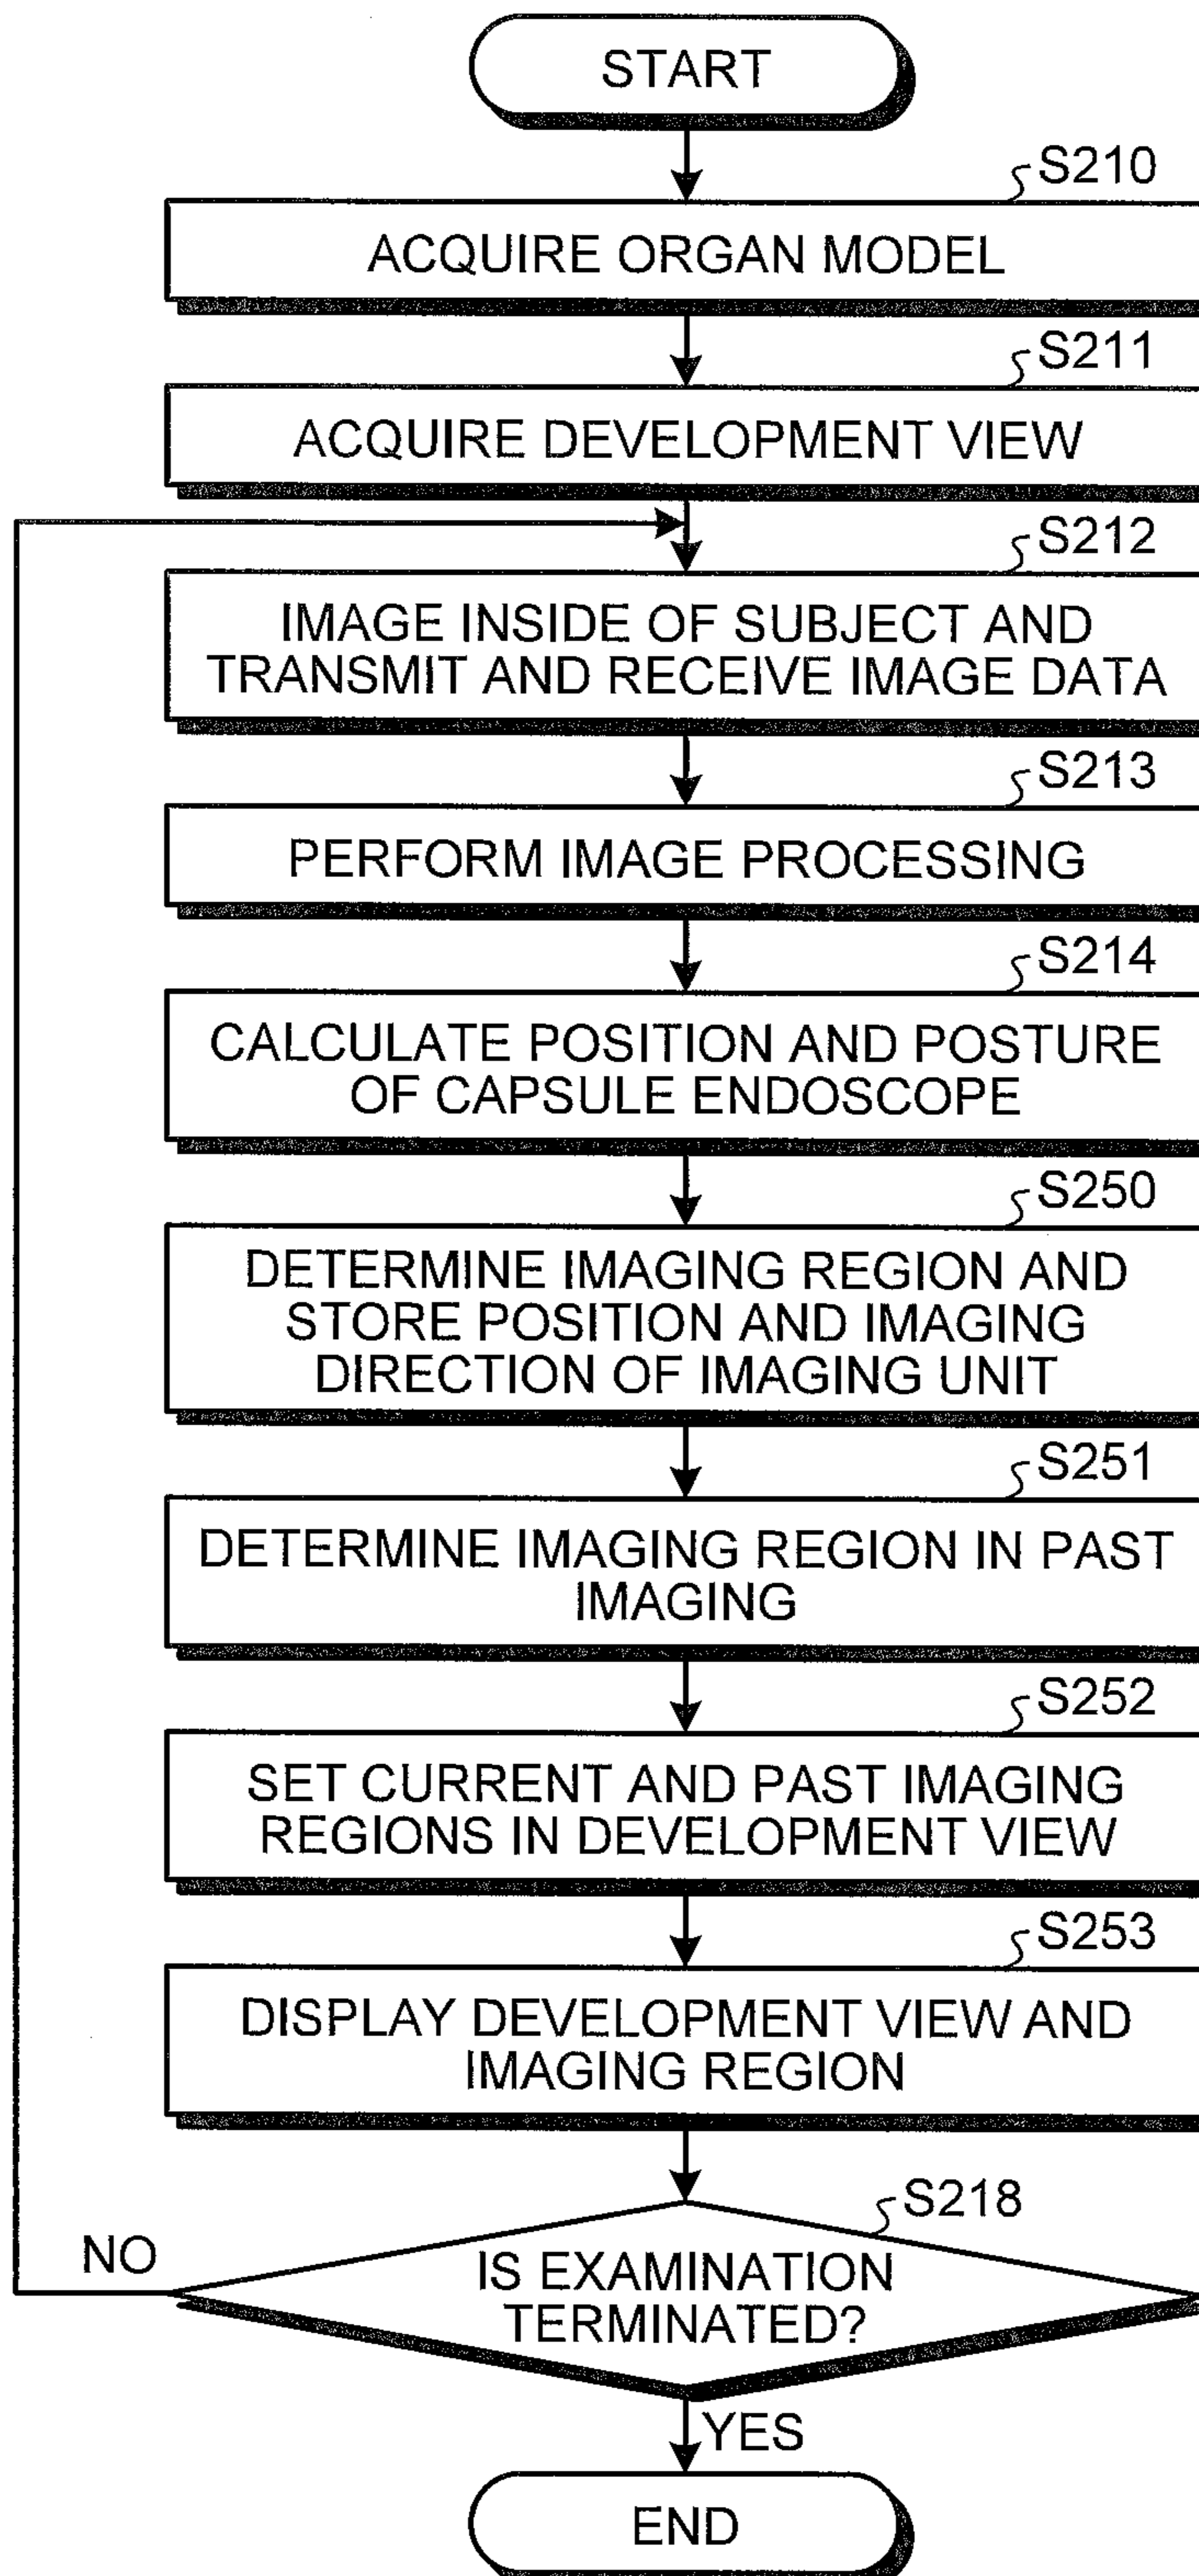 START
S210
ACQUIRE ORGAN MODEL
S211
ACQUIRE DEVELOPMENT VIEW
S212
IMAGE INSIDE OF SUBJECT AND
TRANSMIT AND RECEIVE IMAGE DATA
S213
PERFORM IMAGE PROCESSING
S214
CALCULATE POSITION AND POSTURE
OF CAPSULE ENDOSCOPE
S250
DETERMINE IMAGING REGION AND
STORE POSITION AND IMAGING
DIRECTION OF IMAGING UNIT
S251
DETERMINE IMAGING REGION IN PAST
IMAGING
S252
SET CURRENT AND PAST IMAGING
REGIONS IN DEVELOPMENT VIEW
S253
DISPLAY DEVELOPMENT VIEW AND
IMAGING REGION
S218
NO
IS EXAMINATION
TERMINATED?
YES
END